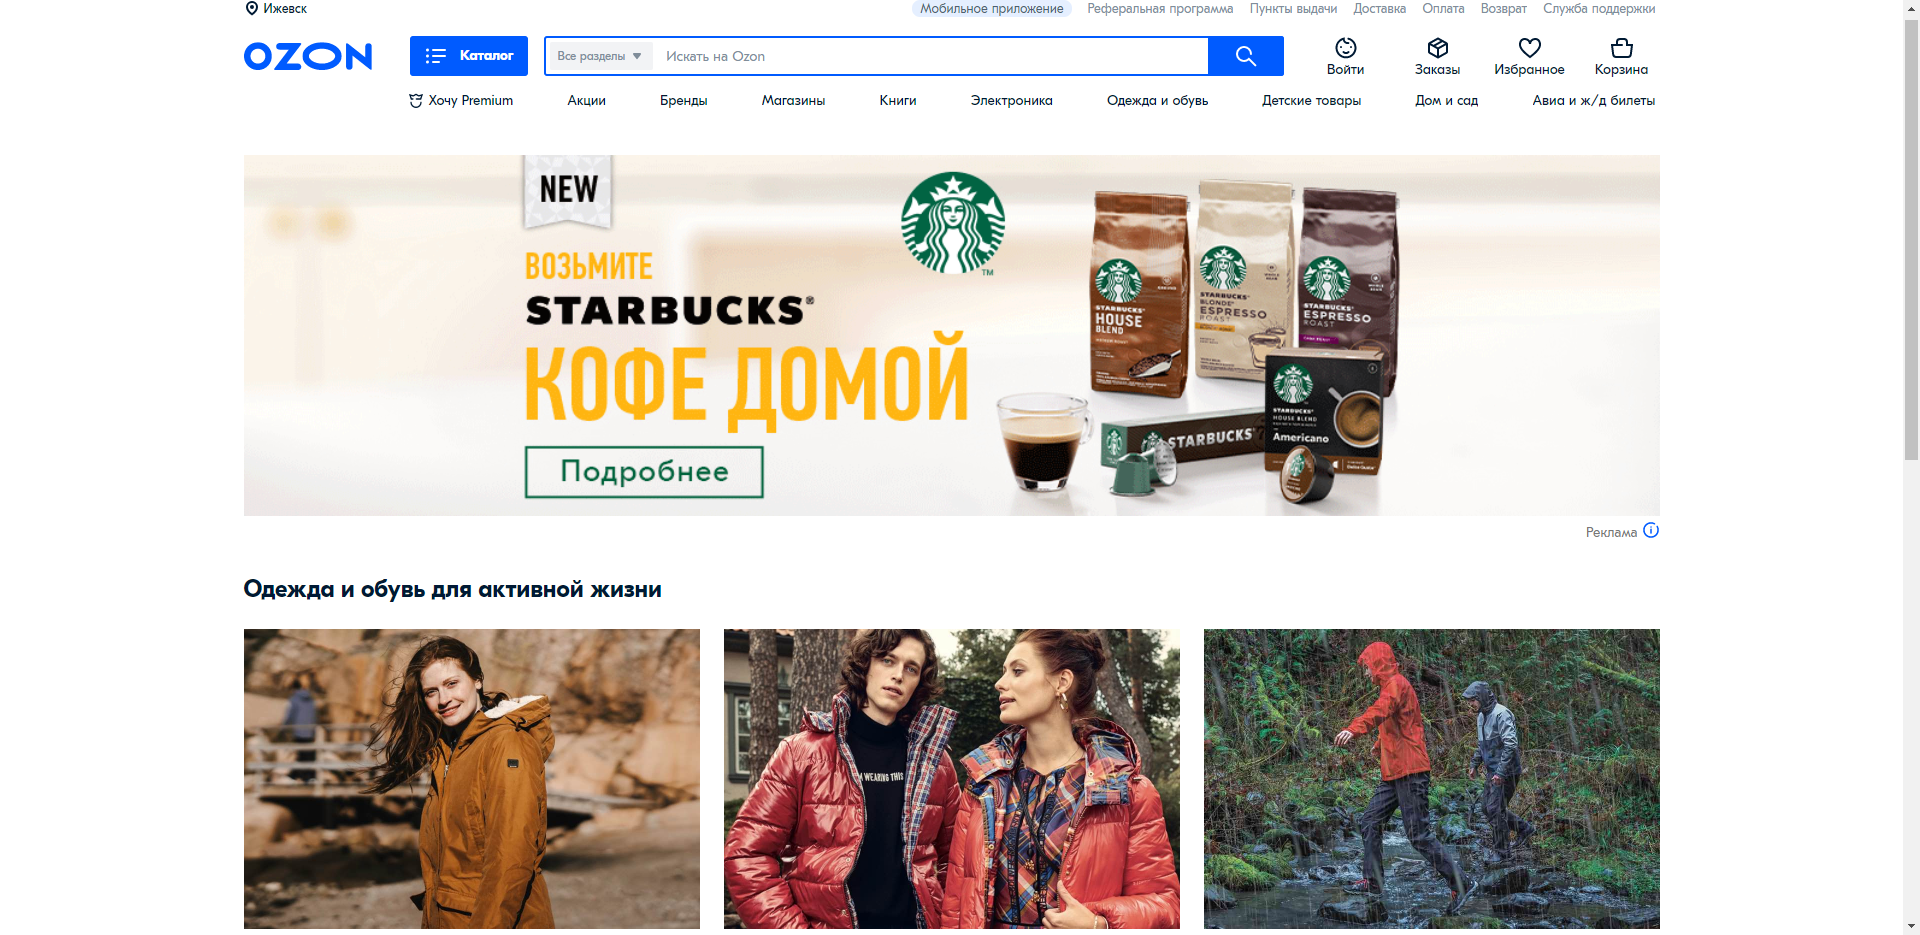 Ижевск
Мобильное приложение Реферальная программа Пункты выдачи Доставка Оплата Возврат Служба поддержки
OZON
Каталог
Все разделы
Искать на Ozon
Войти
Заказы
Избранное
Корзина
Хочу Premium Акции Бренды Магазины Книги Электроника Одежда и обувь Детские товары Дом и сад Авиа и ж/д билеты
NEW
ВОЗЬМИТЕ
STARBUCKS®
КОФЕ ДОМОЙ
Подробнее
TM
STARBUCKS
HOUSE
BLEND
STARBUCKS
BLONDE
ESPRESSO
ROAST
STARBUCKS
ESPRESSO
ROAST
STARBUCKS
STARBUCKS
HOUSE BLEND
Americano
Реклама
Одежда и обувь для активной жизни
M WEARING THIS